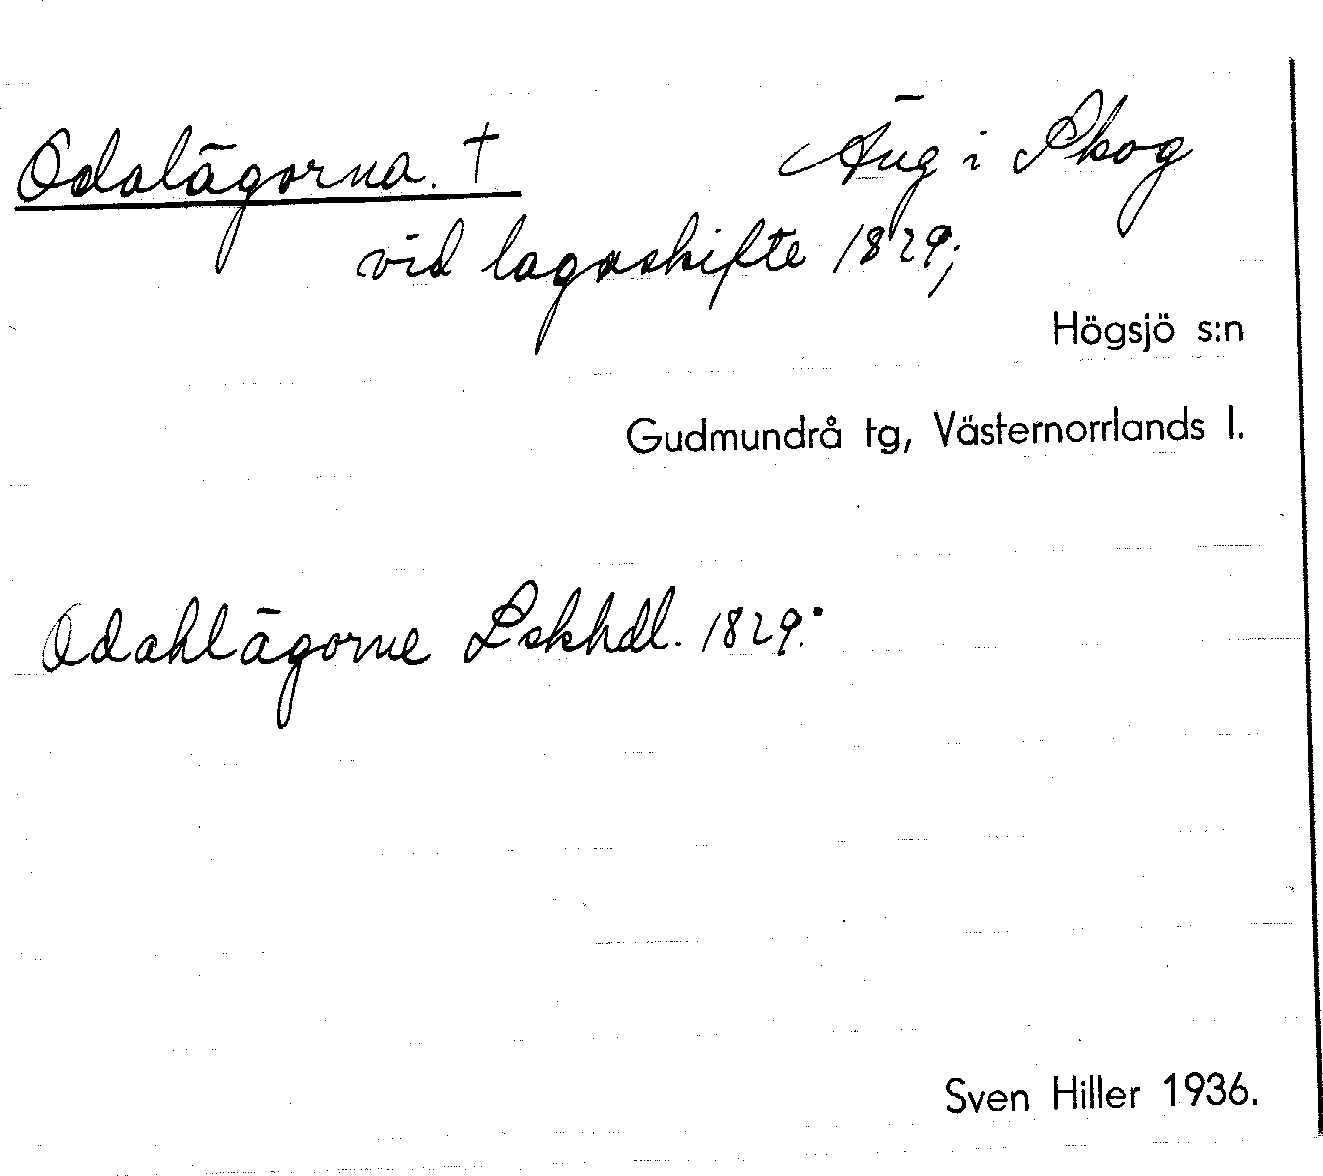 Odalägorna. † Äng i Skog
vid lagaskifte 1829;
Högsjö s:n
Gudmundrå tg, Västernorrlands l.
Odahlägorne Lskhdl. 1829.
Sven Hiller 1936.